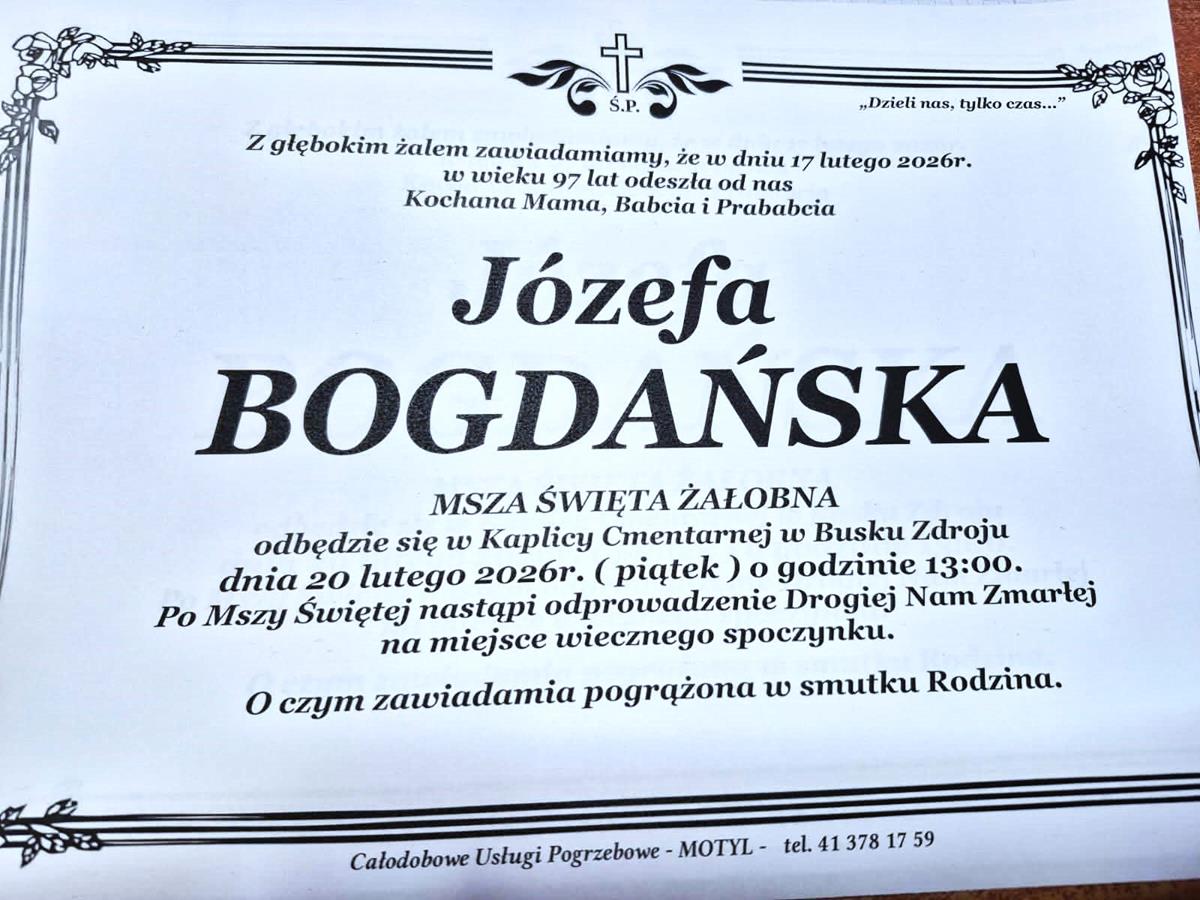 Ś.P.
„Dzieli nas, tylko czas...”
Z głębokim żalem zawiadamiamy, że w dniu 17 lutego 2026r.
w wieku 97 lat odeszła od nas
Kochana Mama, Babcia i Prababcia
Józefa
BOGDAŃSKA
MSZA ŚWIĘTA ŻAŁOBNA
odbędzie się w Kaplicy Cmentarnej w Busku Zdroju
dnia 20 lutego 2026r. ( piątek ) o godzinie 13:00.
Po Mszy Świętej nastąpi odprowadzenie Drogiej Nam Zmarłej
na miejsce wiecznego spoczynku.
O czym zawiadamia pogrążona w smutku Rodzina.
Całodobowe Usługi Pogrzebowe - MOTYL - tel. 41 378 17 59